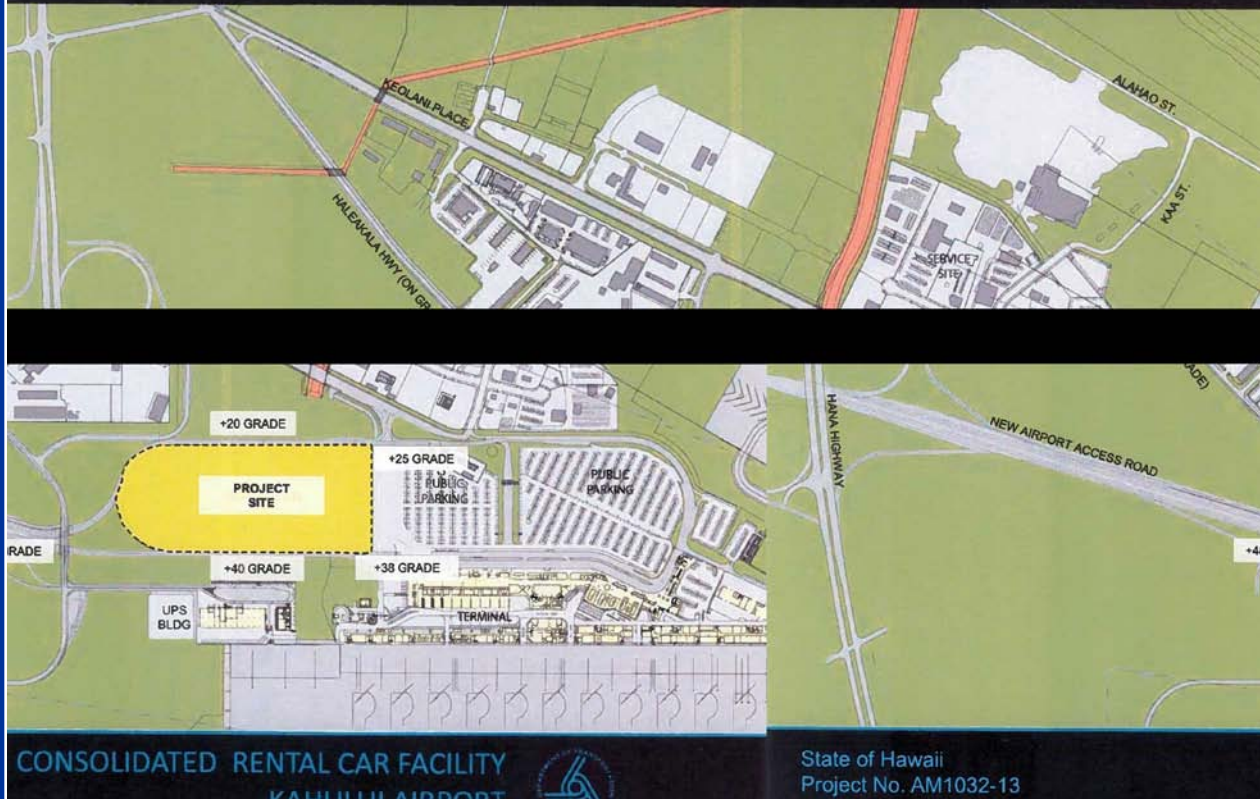 KEOLANI PLACE
ALAHAO ST.
KAA ST.
HALEAKALA HWY (ON GR
SERVICE
SITE
+20 GRADE
+25 GRADE
PUBLIC
PARKING
PUBLIC
PARKING
PROJECT
SITE
RADE
+40 GRADE
+38 GRADE
UPS
BLDG
TERMINAL
HANA HIGHWAY
NEW AIRPORT ACCESS ROAD
ADE)
+4
CONSOLIDATED RENTAL CAR FACILITY
KAHULUI AIRPORT
State of Hawaii
Project No. AM1032-13